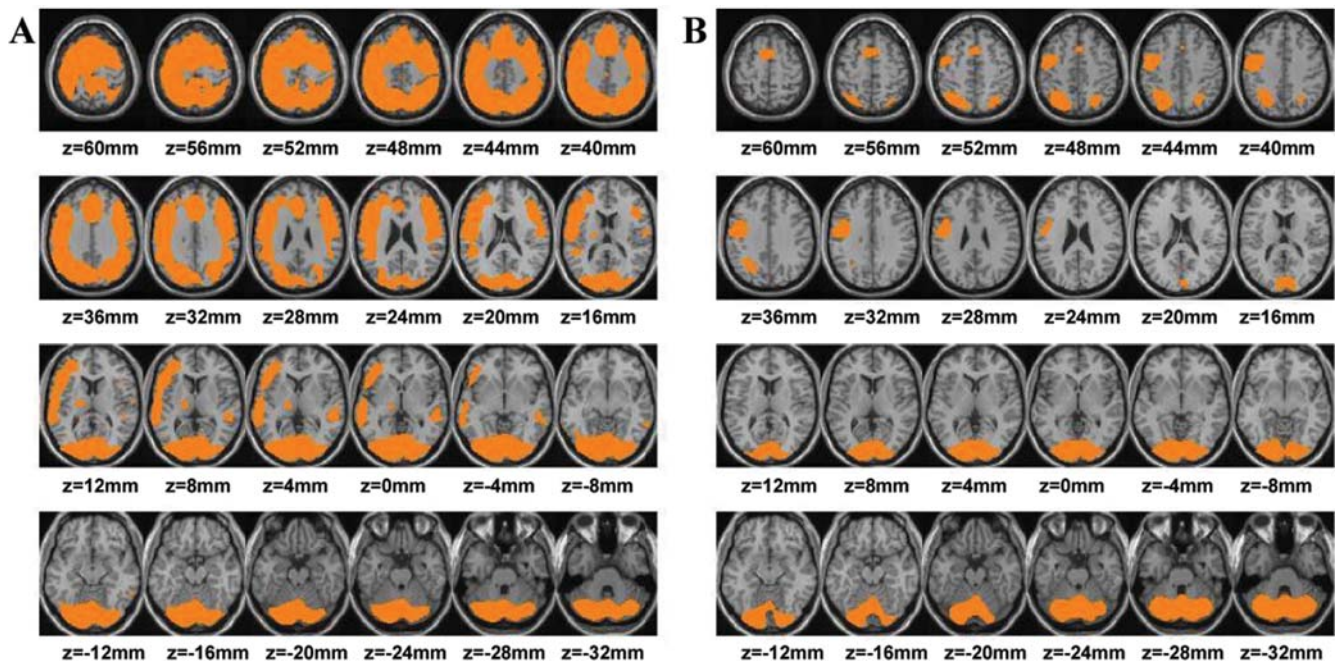 A
B
z=60mm z=56mm z=52mm z=48mm z=44mm z=40mm
z=60mm z=56mm z=52mm z=48mm z=44mm z=40mm
z=36mm z=32mm z=28mm z=24mm z=20mm z=16mm
z=36mm z=32mm z=28mm z=24mm z=20mm z=16mm
z=12mm z=8mm z=4mm z=0mm z=-4mm z=-8mm
z=12mm z=8mm z=4mm z=0mm z=-4mm z=-8mm
z=-12mm z=-16mm z=-20mm z=-24mm z=-28mm z=-32mm
z=-12mm z=-16mm z=-20mm z=-24mm z=-28mm z=-32mm